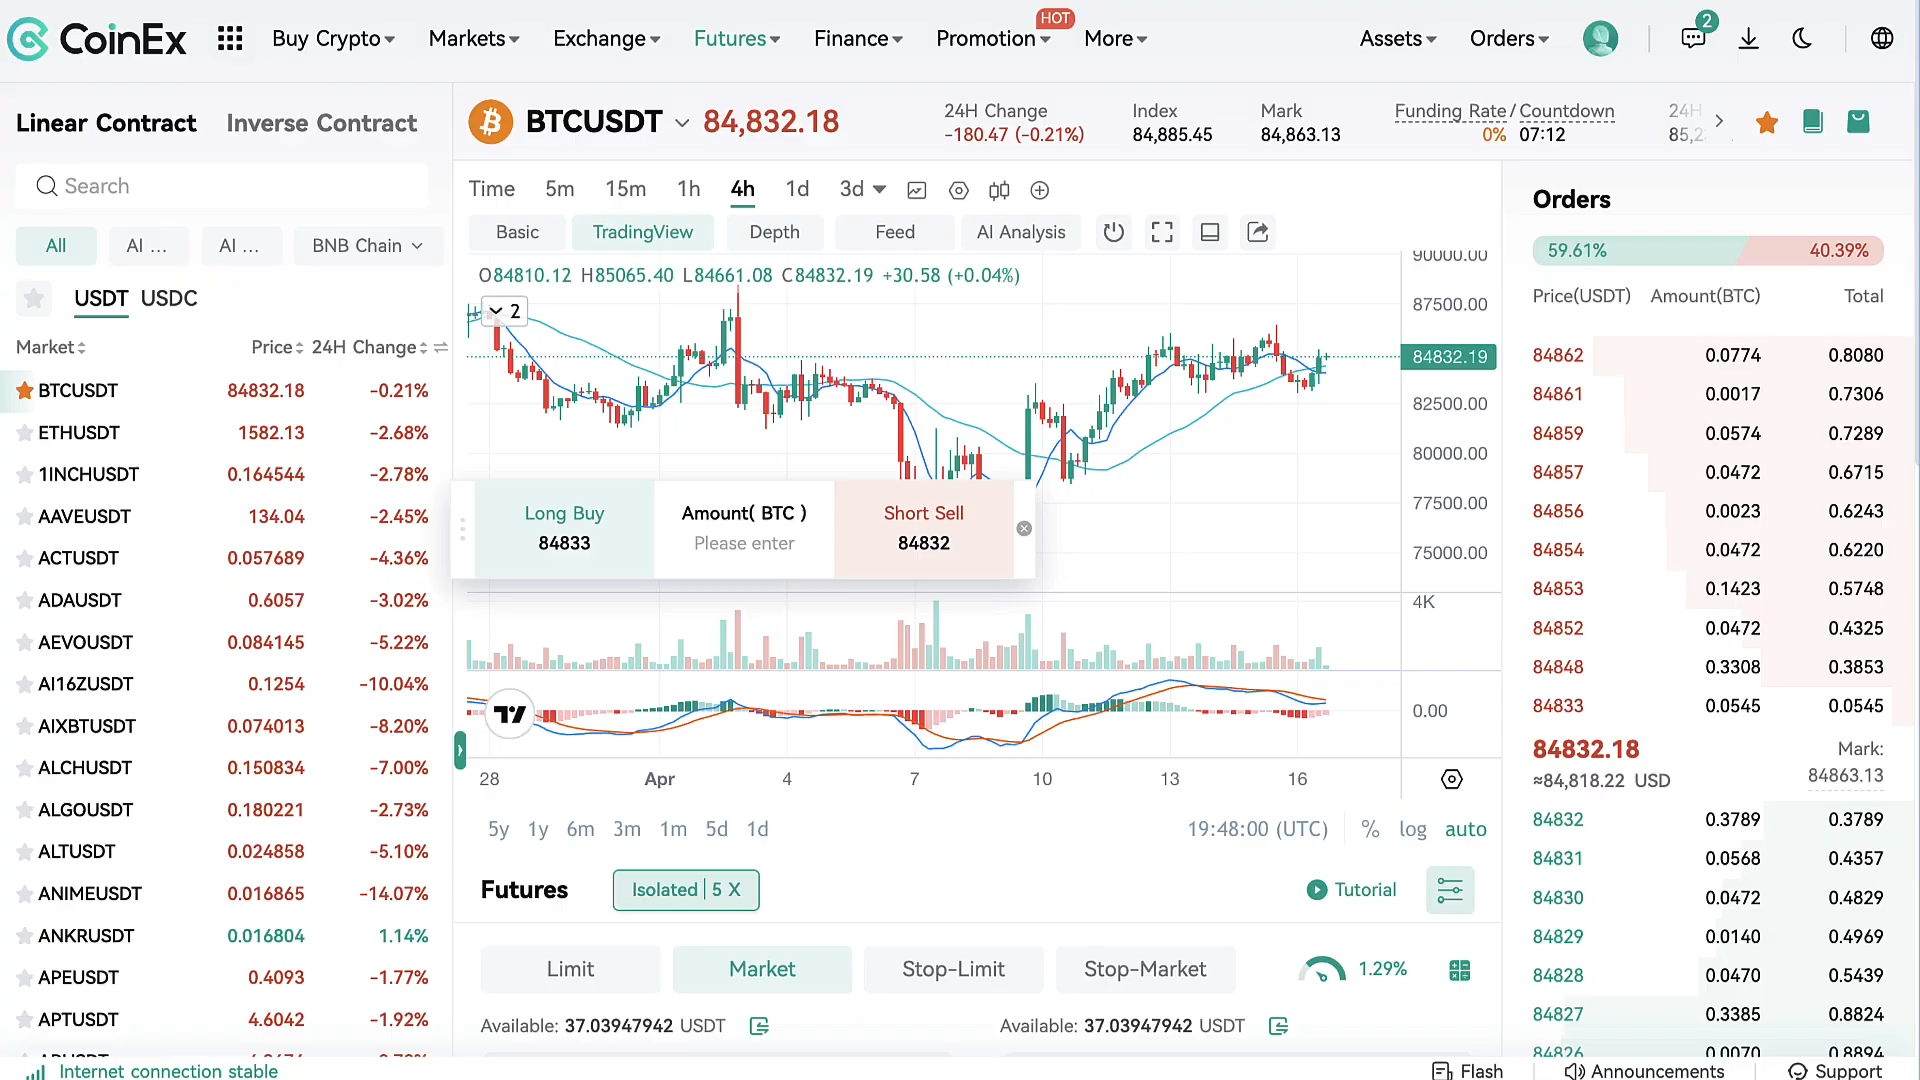 CoinEx
Buy Crypto
Markets
Exchange
Futures
Finance
Promotion
HOT
More
Assets
Orders
2
Linear Contract
Inverse Contract
Search
All
AI ...
AI ...
BNB Chain
USDT
USDC
Market Price 24H Change
BTCUSDT 84832.18 -0.21%
ETHUSDT 1582.13 -2.68%
1INCHUSDT 0.164544 -2.78%
AAVEUSDT 134.04 -2.45%
ACTUSDT 0.057689 -4.36%
ADAUSDT 0.6057 -3.02%
AEVOUSDT 0.084145 -5.22%
AI16ZUSDT 0.1254 -10.04%
AIXBTUSDT 0.074013 -8.20%
ALCHUSDT 0.150834 -7.00%
ALGOUSDT 0.180221 -2.73%
ALTUSDT 0.024858 -5.10%
ANIMEUSDT 0.016865 -14.07%
ANKRUSDT 0.016804 1.14%
APEUSDT 0.4093 -1.77%
APTUSDT 4.6042 -1.92%
Internet connection stable
BTCUSDT 84,832.18
24H Change
-180.47 (-0.21%)
Index
84,885.45
Mark
84,863.13
Funding Rate / Countdown
0% 07:12
24H
85,2
Time 5m 15m 1h 4h 1d 3d
Basic TradingView Depth Feed AI Analysis
O84810.12 H85065.40 L84661.08 C84832.19 +30.58 (+0.04%)
2
90000.00
87500.00
84832.19
82500.00
80000.00
77500.00
75000.00
4K
0.00
Long Buy
84833
Amount( BTC )
Please enter
Short Sell
84832
28 Apr 4 7 10 13 16
5y 1y 6m 3m 1m 5d 1d
19:48:00 (UTC) % log auto
Futures
Isolated | 5 X
Tutorial
Limit Market Stop-Limit Stop-Market
1.29%
Available: 37.03947942 USDT
Available: 37.03947942 USDT
Orders
59.61% 40.39%
Price(USDT) Amount(BTC) Total
84862 0.0774 0.8080
84861 0.0017 0.7306
84859 0.0574 0.7289
84857 0.0472 0.6715
84856 0.0023 0.6243
84854 0.0472 0.6220
84853 0.1423 0.5748
84852 0.0472 0.4325
84848 0.3308 0.3853
84833 0.0545 0.0545
84832.18 Mark:
≈84,818.22 USD 84863.13
84832 0.3789 0.3789
84831 0.0568 0.4357
84830 0.0472 0.4829
84829 0.0140 0.4969
84828 0.0470 0.5439
84827 0.3385 0.8824
84826 0.0070 0.8894
Flash
Announcements
Support